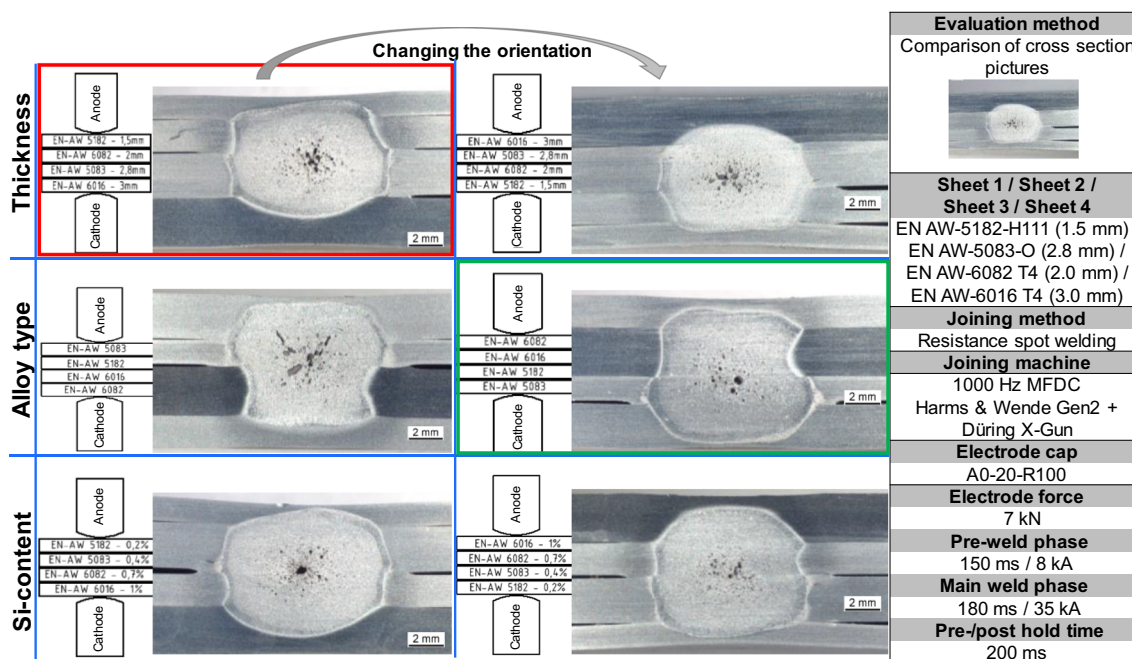 Changing the orientation
Thickness
Anode
EN-AW 5182 - 1,5mm
EN-AW 6082 - 2mm
EN-AW 5083 - 2,8mm
EN-AW 6016 - 3mm
Cathode
2 mm
Anode
EN-AW 6016 - 3mm
EN-AW 5083 - 2,8mm
EN-AW 6082 - 2mm
EN-AW 5182 - 1,5mm
Cathode
2 mm
Alloy type
Anode
EN-AW 5083
EN-AW 5182
EN-AW 6016
EN-AW 6082
Cathode
2 mm
Anode
EN-AW 6082
EN-AW 6016
EN-AW 5182
EN-AW 5083
Cathode
2 mm
Si-content
Anode
EN-AW 5182 - 0,2%
EN-AW 5083 - 0,4%
EN-AW 6082 - 0,7%
EN-AW 6016 - 1%
Cathode
2 mm
Anode
EN-AW 6016 - 1%
EN-AW 6082 - 0,7%
EN-AW 5083 - 0,4%
EN-AW 5182 - 0,2%
Cathode
2 mm
Evaluation method
Comparison of cross section
pictures
Sheet 1 / Sheet 2 /
Sheet 3 / Sheet 4
EN AW-5182-H111 (1.5 mm)
EN AW-5083-O (2.8 mm) /
EN AW-6082 T4 (2.0 mm) /
EN AW-6016 T4 (3.0 mm)
Joining method
Resistance spot welding
Joining machine
1000 Hz MFDC
Harms & Wende Gen2 +
Düring X-Gun
Electrode cap
A0-20-R100
Electrode force
7 kN
Pre-weld phase
150 ms / 8 kA
Main weld phase
180 ms / 35 kA
Pre-/post hold time
200 ms